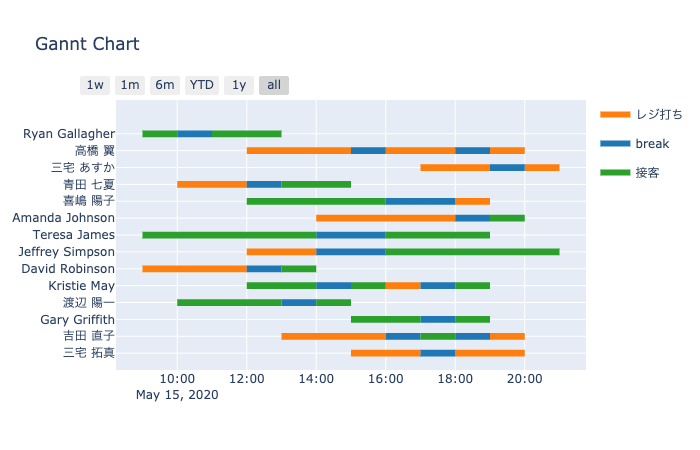 Gannt Chart
1w 1m 6m YTD 1y all
レジ打ち
break
接客
Ryan Gallagher
高橋 翼
三宅 あすか
青田 七夏
喜嶋 陽子
Amanda Johnson
Teresa James
Jeffrey Simpson
David Robinson
Kristie May
渡辺 陽一
Gary Griffith
吉田 直子
三宅 拓真
10:00 12:00 14:00 16:00 18:00 20:00
May 15, 2020